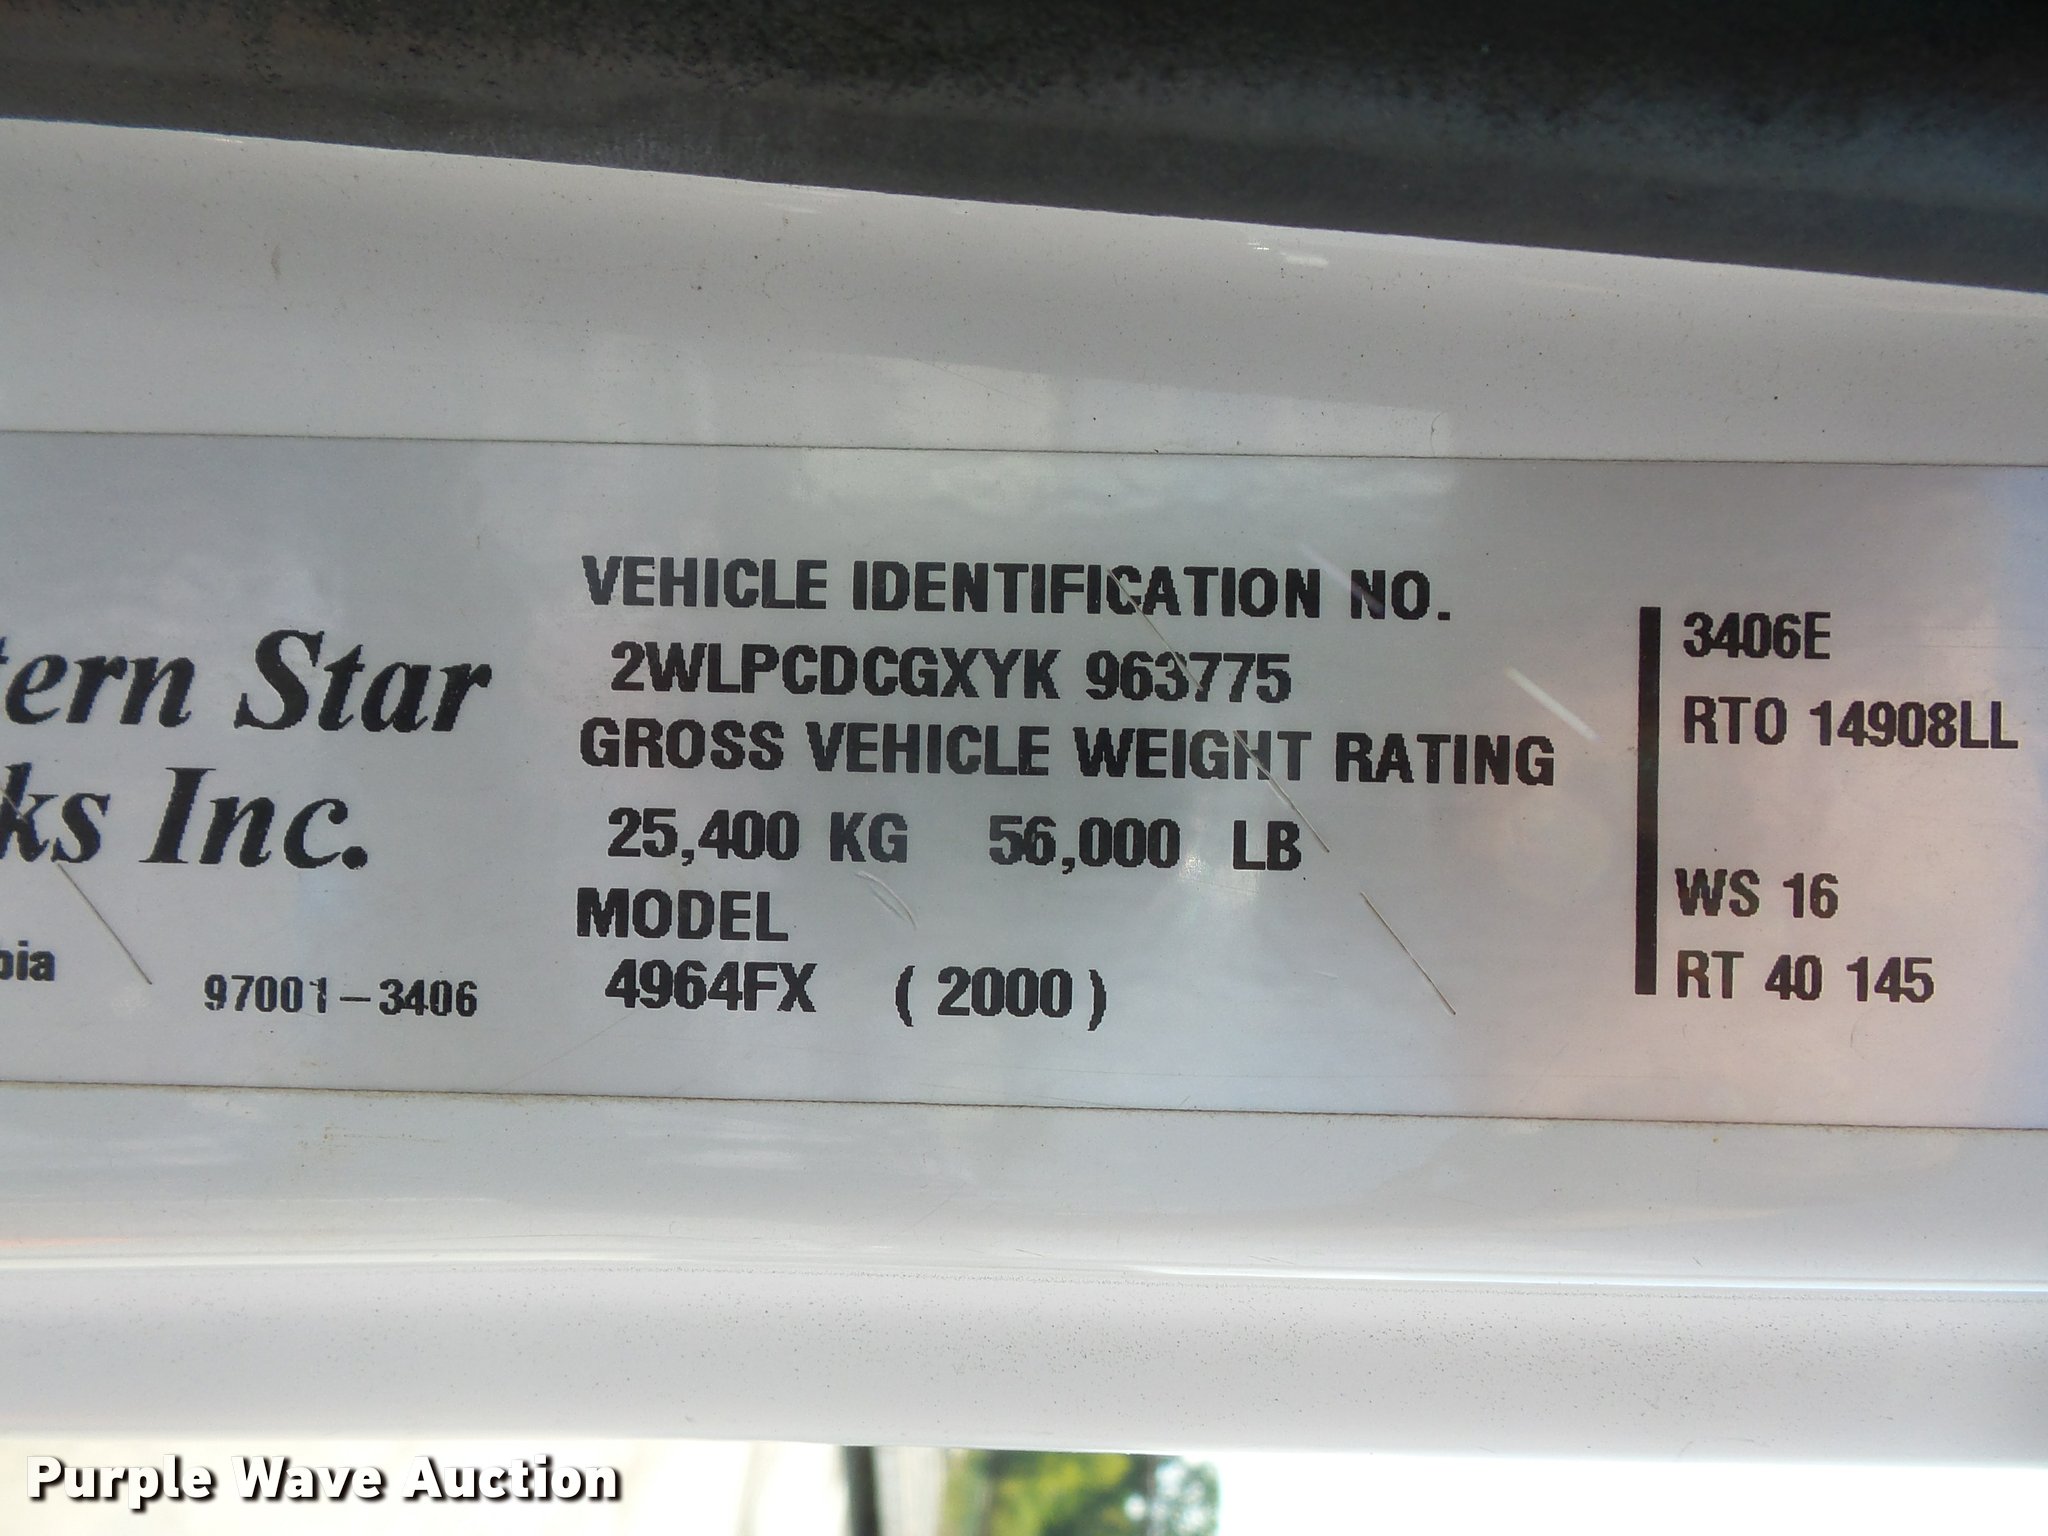 tern Star
ks Inc.
bia
97001-3406
VEHICLE IDENTIFICATION NO.
2WLPCDCGXYK 963775
GROSS VEHICLE WEIGHT RATING
25,400 KG 56,000 LB
MODEL
4964FX (2000)
3406E
RTO 14908LL
WS 16
RT 40 145
Purple Wave Auction